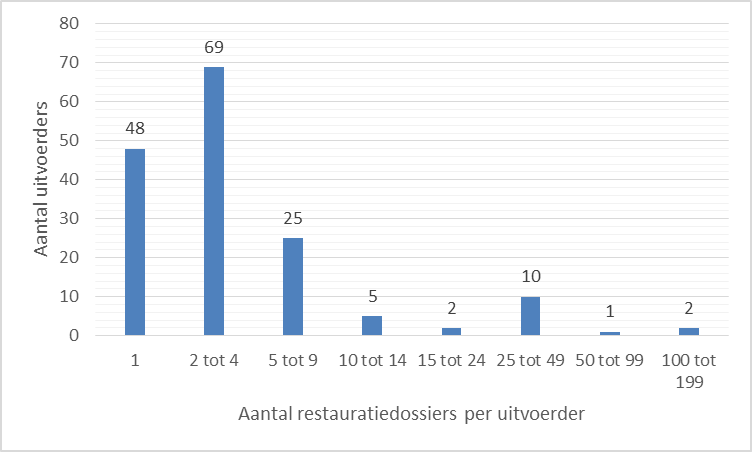 80
70
60
50
40
30
20
10
0
Aantal uitvoerders
48
69
25
5
2
10
1
2
1
2 tot 4
5 tot 9
10 tot 14
15 tot 24
25 tot 49
50 tot 99
100 tot
199
Aantal restauratiedossiers per uitvoerder